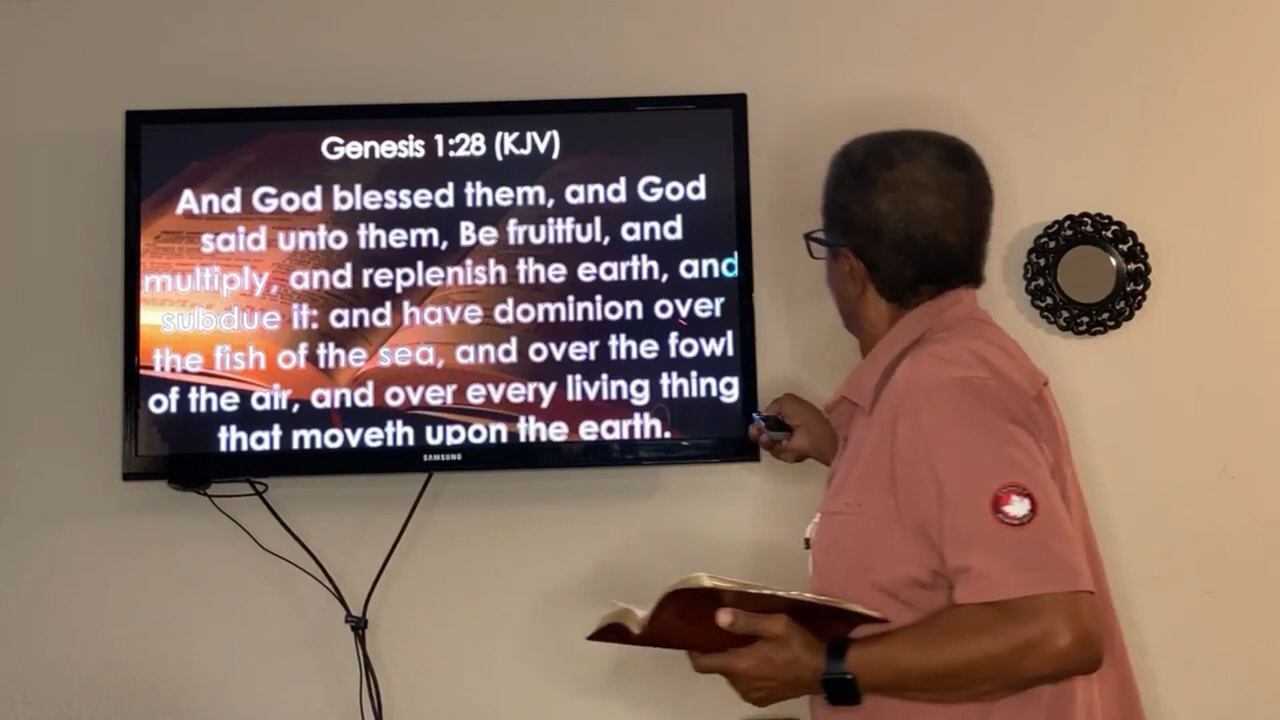 Genesis 1:28 (KJV)
And God blessed them, and God
said unto them, Be fruitful, and
multiply, and replenish the earth, and
subdue it: and have dominion over
the fish of the sea, and over the fowl
of the air, and over every living thing
that moveth upon the earth.
SAMSUNG